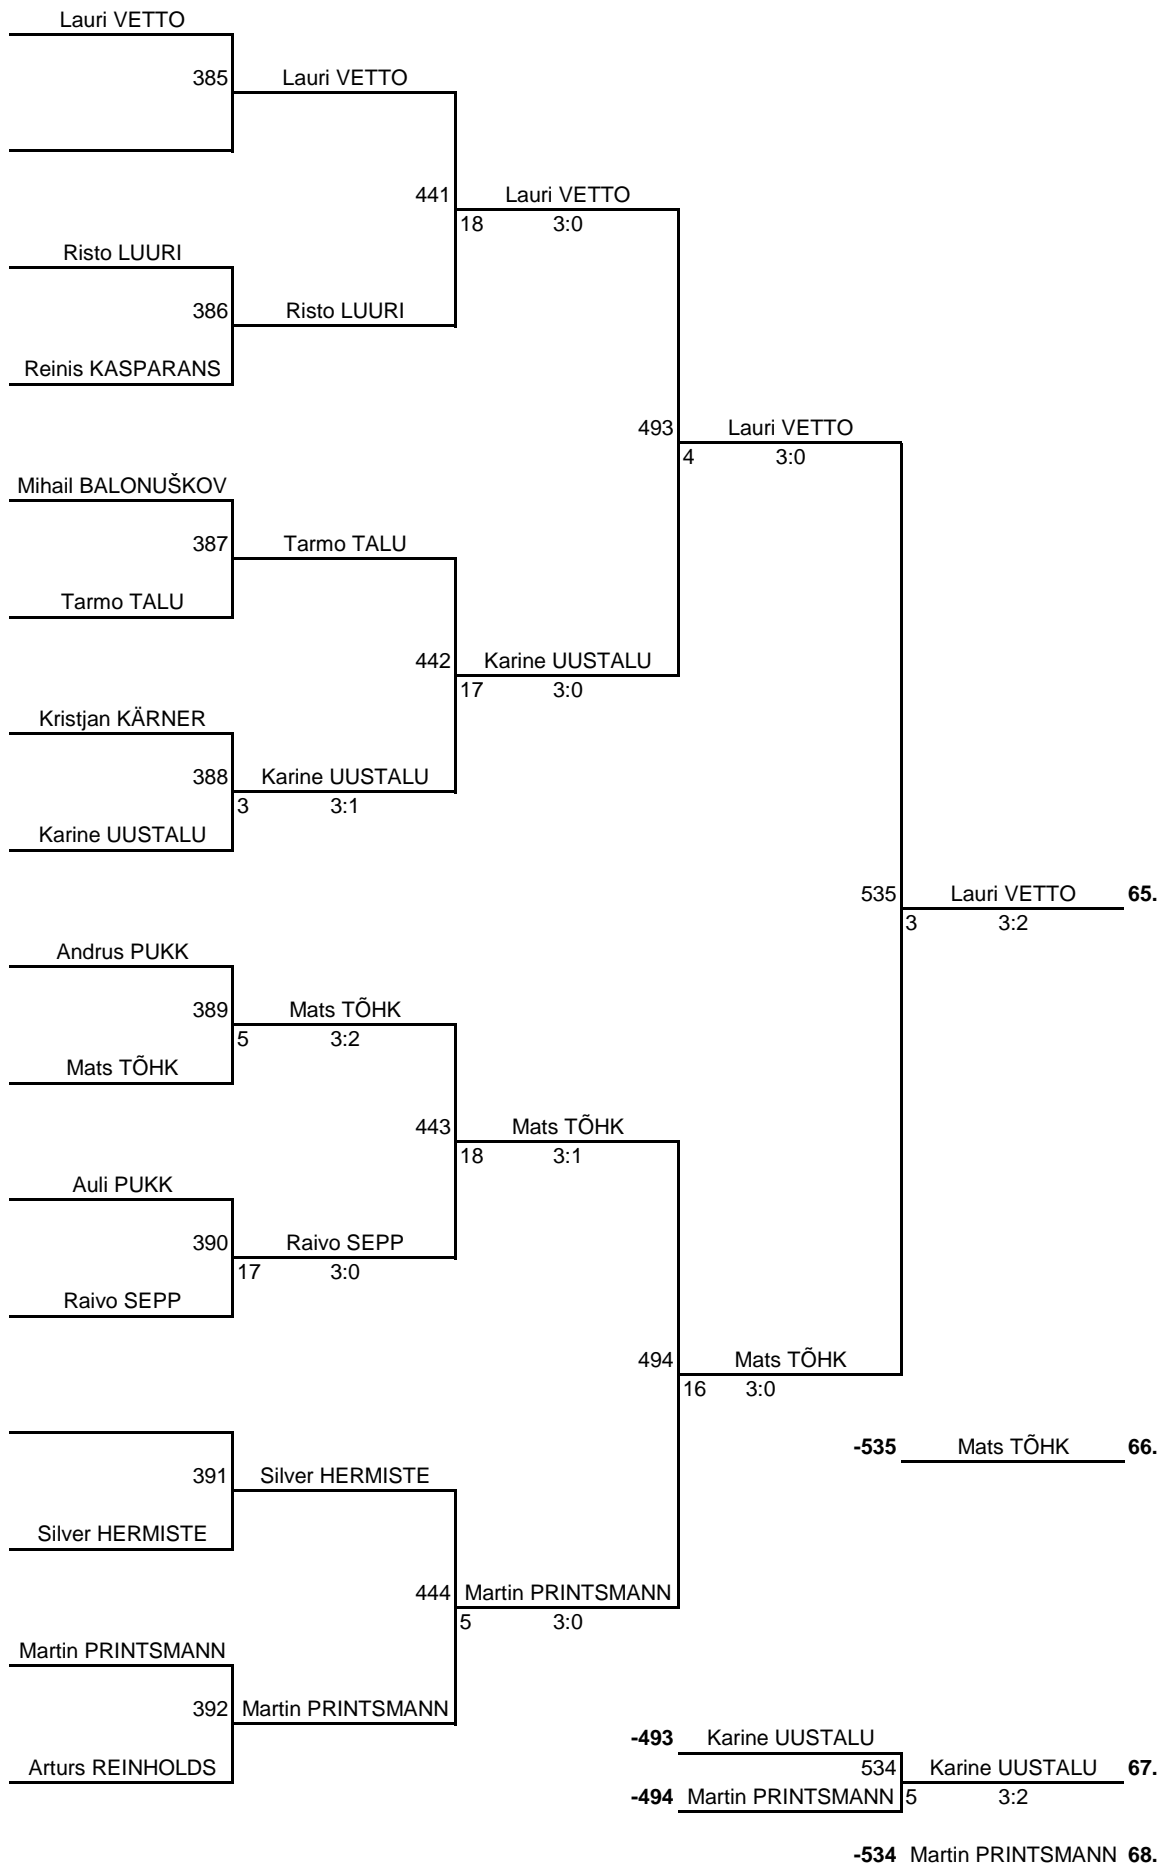 Lauri VETTO
385 Lauri VETTO
441 Lauri VETTO
18 3:0
Risto LUURI
386 Risto LUURI
Reinis KASPARANS
493 Lauri VETTO
4 3:0
Mihail BALONUŠKOV
387 Tarmo TALU
Tarmo TALU
442 Karine UUSTALU
17 3:0
Kristjan KÄRNER
388 Karine UUSTALU
3 3:1
Karine UUSTALU
535 Lauri VETTO 65.
3 3:2
Andrus PUKK
389 Mats TÕHK
5 3:2
Mats TÕHK
443 Mats TÕHK
18 3:1
Auli PUKK
390 Raivo SEPP
17 3:0
Raivo SEPP
494 Mats TÕHK
16 3:0
-535 Mats TÕHK 66.
391 Silver HERMISTE
Silver HERMISTE
444 Martin PRINTSMANN
5 3:0
Martin PRINTSMANN
392 Martin PRINTSMANN
-493 Karine UUSTALU
Arturs REINHOLDS 534 Karine UUSTALU 67.
-494 Martin PRINTSMANN 5 3:2
-534 Martin PRINTSMANN 68.